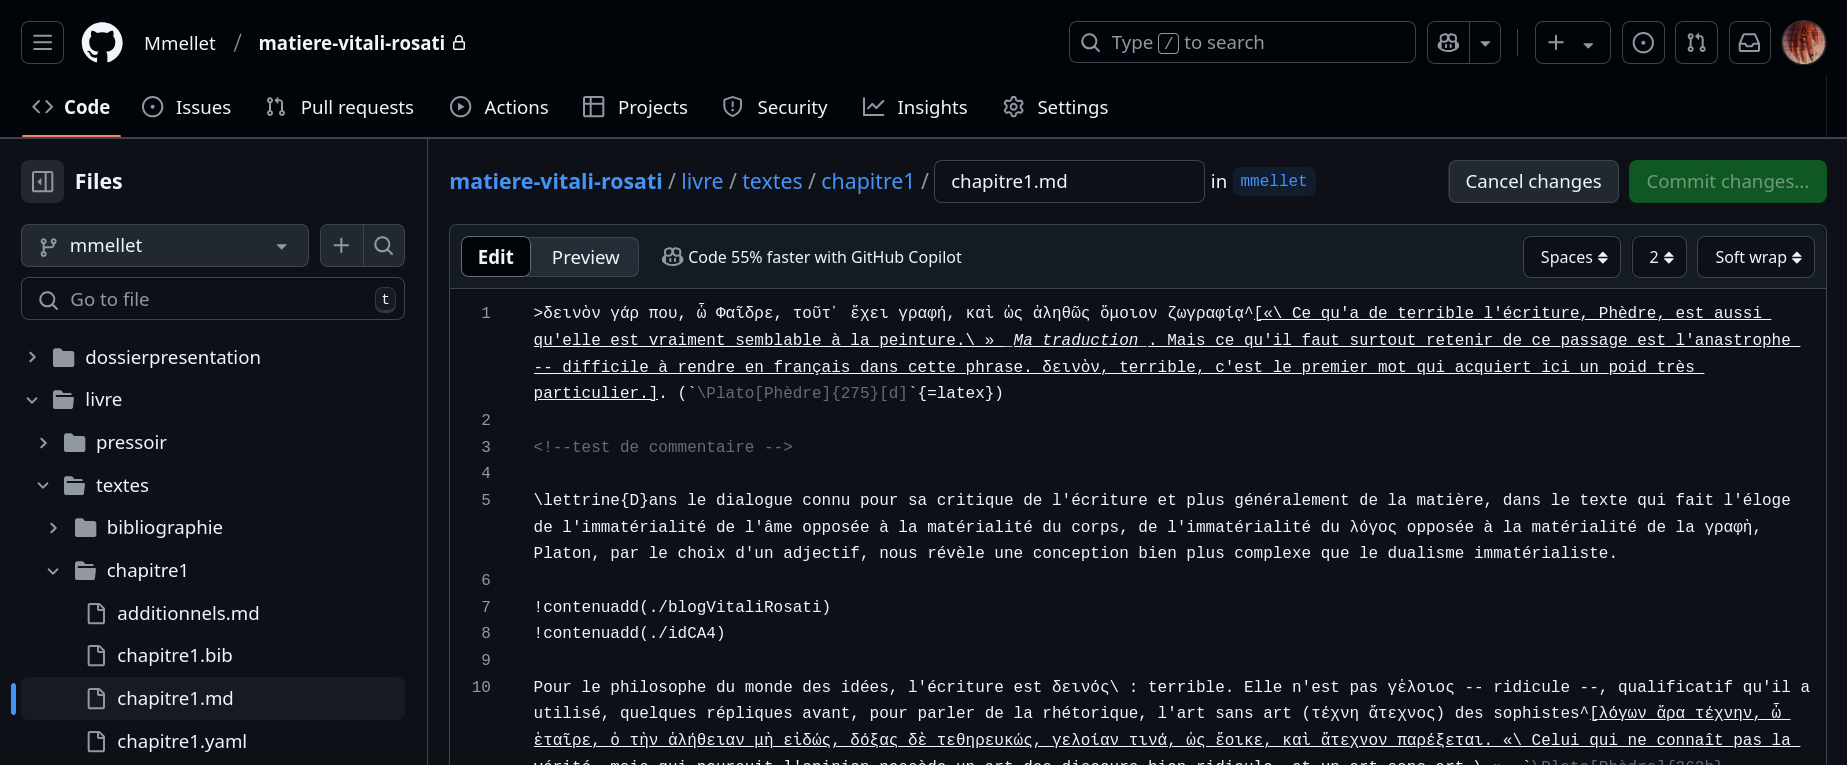 Mmellet / matiere-vitali-rosati
Type / to search
Code Issues Pull requests Actions Projects Security Insights Settings
Files
mmellet
Go to file t
dossierpresentation
livre
pressoir
textes
bibliographie
chapitre1
additionnels.md
chapitre1.bib
chapitre1.md
chapitre1.yaml
matiere-vitali-rosati / livre / textes / chapitre1 / chapitre1.md in mmellet
Cancel changes Commit changes...
Edit Preview Code 55% faster with GitHub Copilot Spaces 2 Soft wrap
1 >δεινὸν γάρ που, ὦ Φαῖδρε, τοῦτ᾽ ἔχει γραφή, καὶ ὡς ἀληθῶς ὅμοιον ζωγραφίᾳ^[«\ Ce qu'a de terrible l'écriture, Phèdre, est aussi
qu'elle est vraiment semblable à la peinture.\ » _Ma traduction_. Mais ce qu'il faut surtout retenir de ce passage est l'anastrophe
-- difficile à rendre en français dans cette phrase. δεινὸν, terrible, c'est le premier mot qui acquiert ici un poid très
particulier.]. (`\Plato[Phèdre]{275}[d]`{=latex})
2
3 <!--test de commentaire -->
4
5 \lettrine{D}ans le dialogue connu pour sa critique de l'écriture et plus généralement de la matière, dans le texte qui fait l'éloge
de l'immatérialité de l'âme opposée à la matérialité du corps, de l'immatérialité du λόγος opposée à la matérialité de la γραφὴ,
Platon, par le choix d'un adjectif, nous révèle une conception bien plus complexe que le dualisme immatérialiste.
6
7 !contenuadd(./blogVitaliRosati)
8 !contenuadd(./idCA4)
9
10 Pour le philosophe du monde des idées, l'écriture est δεινός\ : terrible. Elle n'est pas γέλοιος -- ridicule --, qualificatif qu'il a
utilisé, quelques répliques avant, pour parler de la rhétorique, l'art sans art (τέχνη ἄτεχνος) des sophistes^[λόγων ἄρα τέχνην, ὦ
ἑταῖρε, ὁ τὴν ἀλήθειαν μὴ εἰδώς, δόξας δὲ τεθηρευκώς, γελοίαν τινά, ὡς ἔοικε, καὶ ἄτεχνον παρέξεται. «\ Celui qui ne connaît pas la